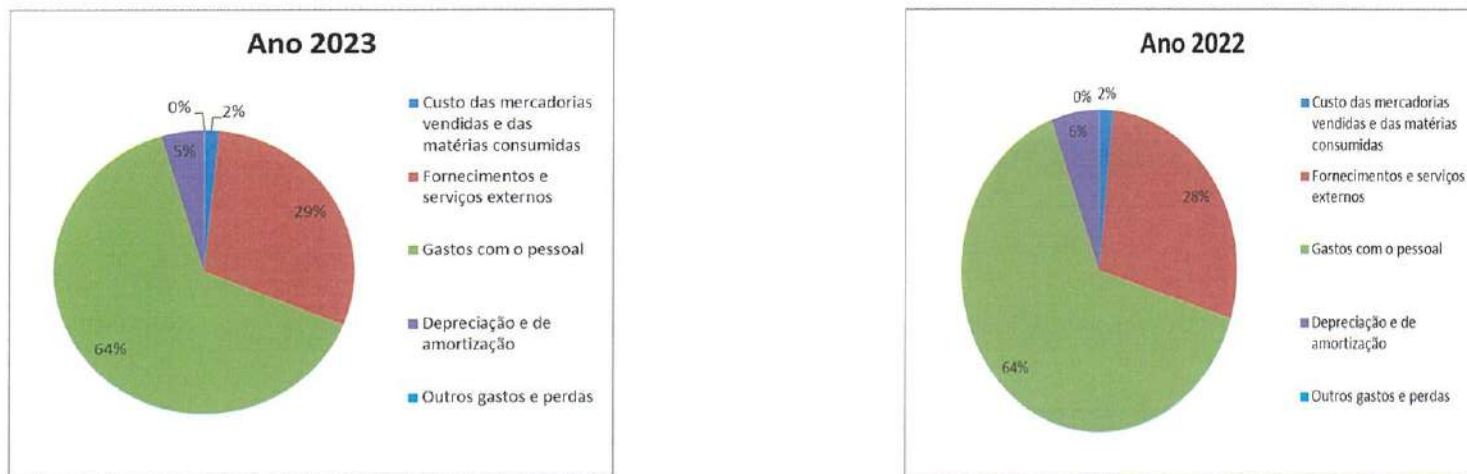 Ano 2023
0%
2%
5%
29%
64%
Custo das mercadorias
vendidas e das
matérias consumidas
Fornecimentos e
serviços externos
Gastos com o pessoal
Depreciação e de
amortização
Outros gastos e perdas
Ano 2022
0%
2%
6%
28%
64%
Custo das mercadorias
vendidas e das matérias
consumidas
Fornecimentos e serviços
externos
Gastos com o pessoal
Depreciação e de
amortização
Outros gastos e perdas